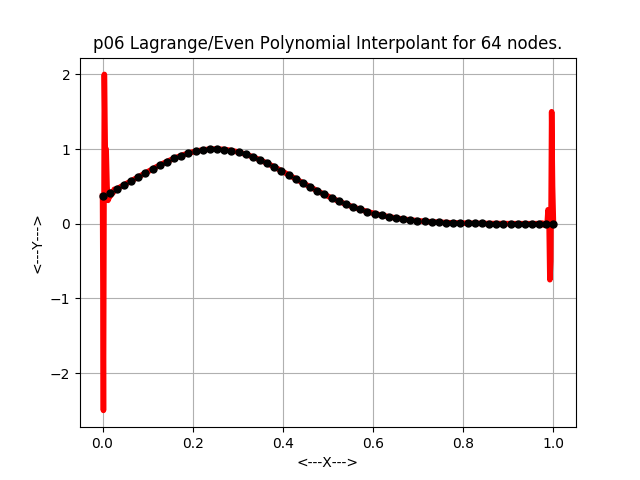 p06 Lagrange/Even Polynomial Interpolant for 64 nodes.
2
1
0
−1
−2
<---Y--->
0.0 0.2 0.4 0.6 0.8 1.0
<---X--->